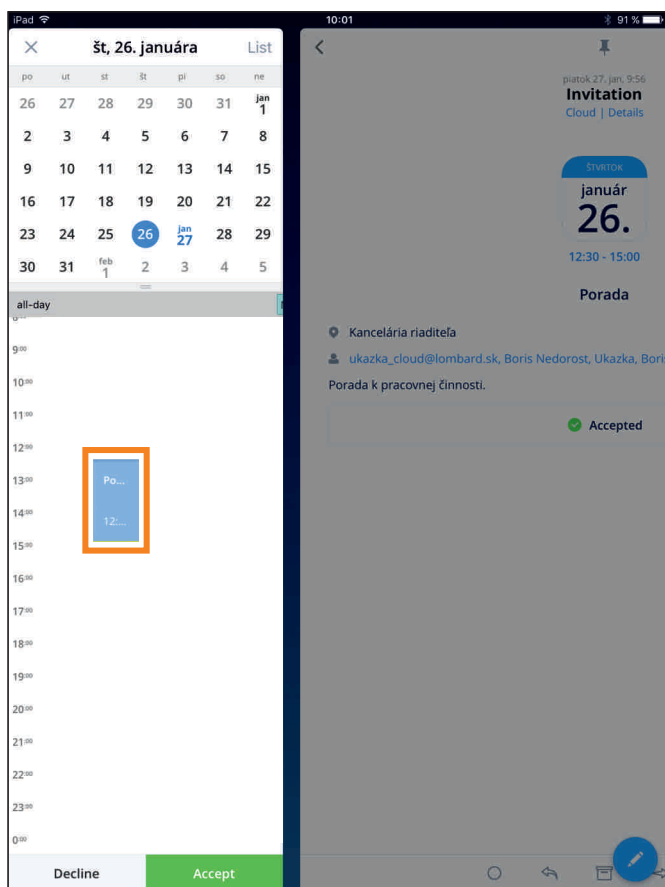 iPad 10:01 91 %
št, 26. januára List
po ut st št pi so ne
26 27 28 29 30 31 jan 1
2 3 4 5 6 7 8
9 10 11 12 13 14 15
16 17 18 19 20 21 22
23 24 25 26 jan 27 28 29
30 31 feb 1 2 3 4 5
all-day
9:00
10:00
11:00
12:00
13:00
Po...
14:00
12:...
15:00
16:00
17:00
18:00
19:00
20:00
21:00
22:00
23:00
0:00
Decline Accept
piatok 27. jan, 9:56
Invitation
Cloud | Details
ŠTVRTOK
január
26.
12:30 - 15:00
Porada
Kancelária riaditeľa
ukazka_cloud@lombard.sk, Boris Nedorost, Ukazka, Bori
Porada k pracovnej činnosti.
Accepted